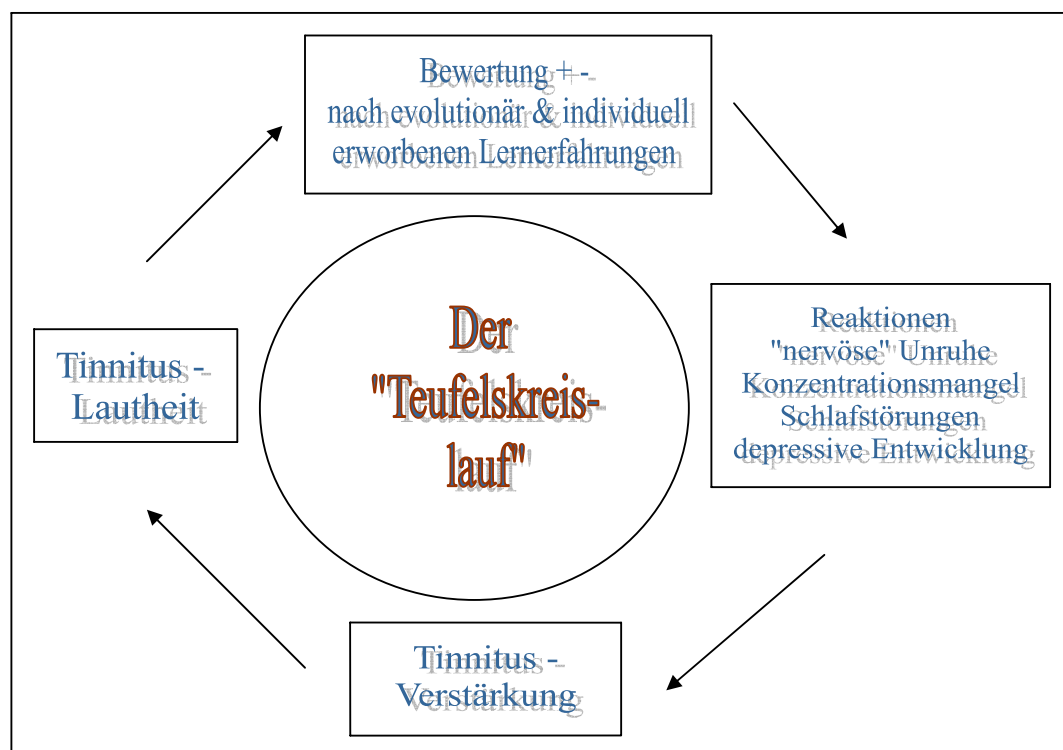 Bewertung + -
nach evolutionär & individuell
erworbenen Lernerfahrungen
Reaktionen
"nervöse" Unruhe
Konzentrationsmangel
Schlafstörungen
depressive Entwicklung
Tinnitus -
Lautheit
Der
"Teufelskreis-
lauf"
Tinnitus -
Verstärkung